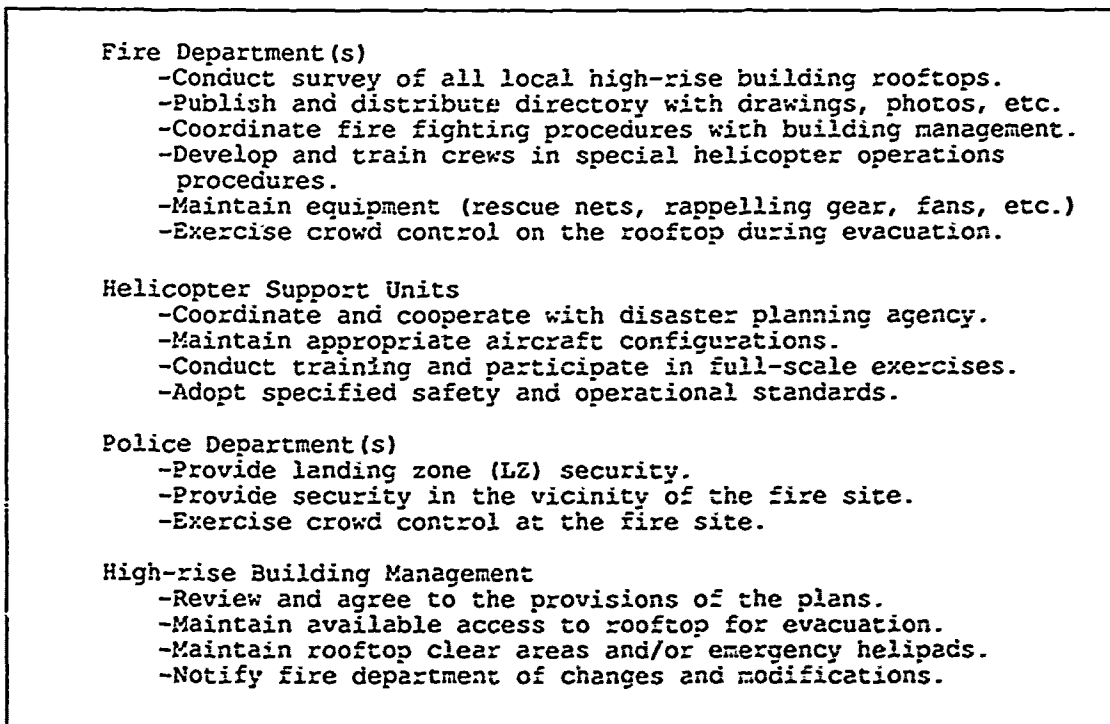 Fire Department(s)
-Conduct survey of all local high-rise building rooftops.
-Publish and distribute directory with drawings, photos, etc.
-Coordinate fire fighting procedures with building management.
-Develop and train crews in special helicopter operations
procedures.
-Maintain equipment (rescue nets, rappelling gear, fans, etc.)
-Exercise crowd control on the rooftop during evacuation.
Helicopter Support Units
-Coordinate and cooperate with disaster planning agency.
-Maintain appropriate aircraft configurations.
-Conduct training and participate in full-scale exercises.
-Adopt specified safety and operational standards.
Police Department(s)
-Provide landing zone (LZ) security.
-Provide security in the vicinity of the fire site.
-Exercise crowd control at the fire site.
High-rise Building Management
-Review and agree to the provisions of the plans.
-Maintain available access to rooftop for evacuation.
-Maintain rooftop clear areas and/or emergency helipads.
-Notify fire department of changes and modifications.